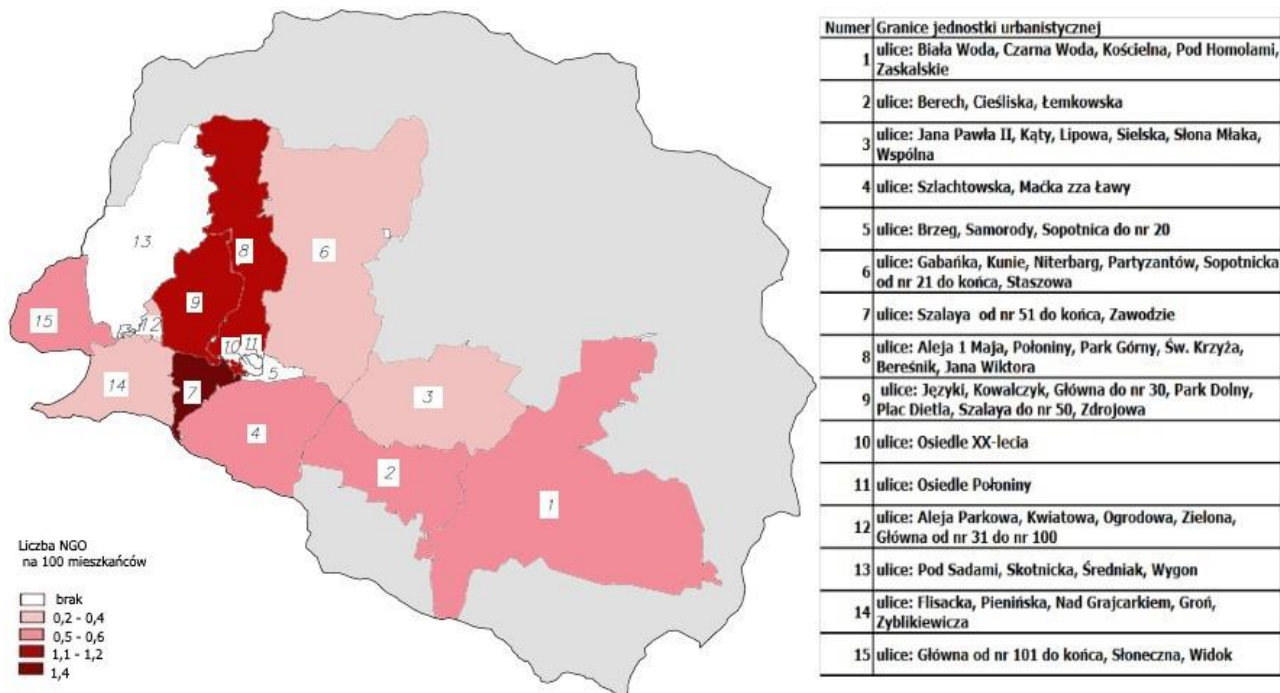 13
8
6
9
15
12
10
11
5
14
7
3
4
2
1
Liczba NGO
na 100 mieszkańców
brak
0,2 - 0,4
0,5 - 0,6
1,1 - 1,2
1,4
Numer Granice jednostki urbanistycznej
1 ulice: Biała Woda, Czarna Woda, Kościelna, Pod Homolami,
Zaskalskie
2 ulice: Berech, Cieśliska, Łemkowska
3 ulice: Jana Pawła II, Kąty, Lipowa, Sielska, Słona Młaka,
Wspólna
4 ulice: Szlachtowska, Maćka zza Ławy
5 ulice: Brzeg, Samorody, Sopotnica do nr 20
6 ulice: Gabańka, Kunie, Niterbarg, Partyzantów, Sopotnicka
od nr 21 do końca, Staszowa
7 ulice: Szalaya od nr 51 do końca, Zawodzie
8 ulice: Aleja 1 Maja, Połoniny, Park Górny, Św. Krzyża,
Bereśnik, Jana Wiktora
9 ulice: Języki, Kowalczyk, Główna do nr 30, Park Dolny,
Plac Dietla, Szalaya do nr 50, Zdrojowa
10 ulice: Osiedle XX-lecia
11 ulice: Osiedle Połoniny
12 ulice: Aleja Parkowa, Kwiatowa, Ogrodowa, Zielona,
Główna od nr 31 do nr 100
13 ulice: Pod Sadami, Skotnicka, Średniak, Wygon
14 ulice: Flisacka, Pienińska, Nad Grajcarkiem, Groń,
Zyblikiewicza
15 ulice: Główna od nr 101 do końca, Słoneczna, Widok